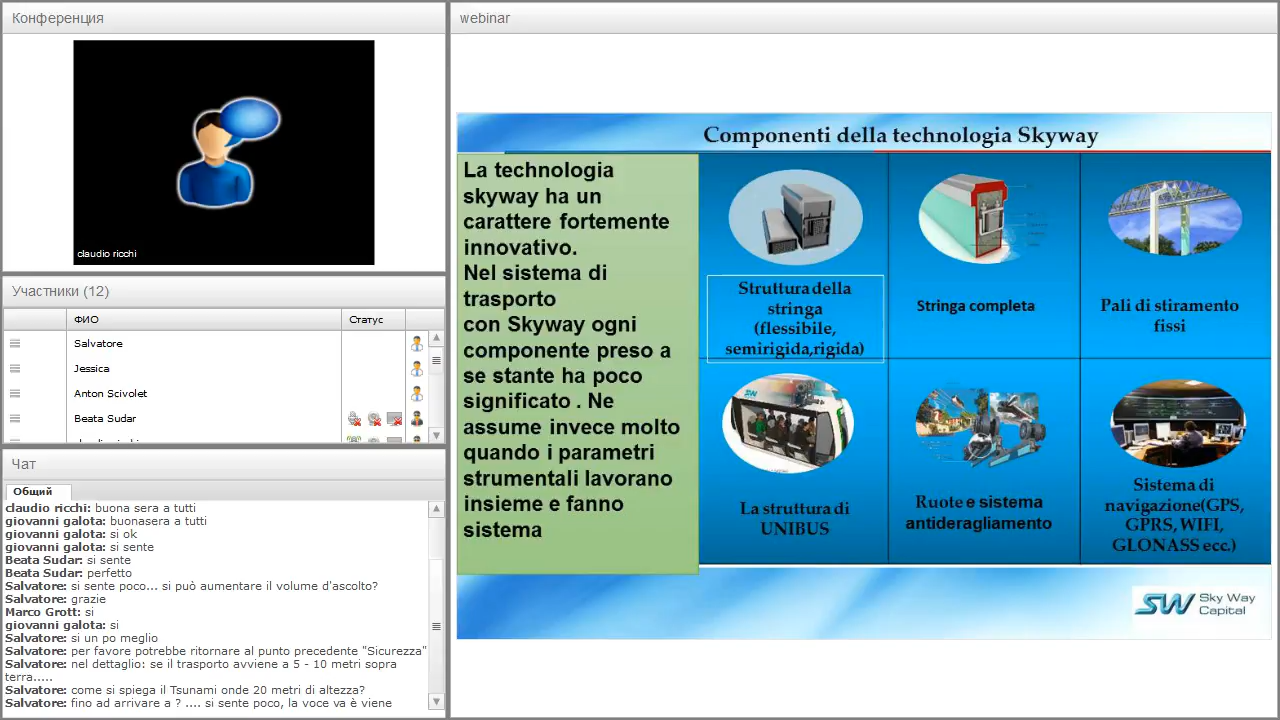 Конференция
claudio ricchi
Участники (12)
ФИО
Статус
Salvatore
Jessica
Anton Scivolet
Beata Sudar
Чат
Общий
claudio ricchi: buona sera a tutti
giovanni galota: buonasera a tutti
giovanni galota: si ok
giovanni galota: si sente
Beata Sudar: si sente
Beata Sudar: perfetto
Salvatore: si sente poco... si può aumentare il volume d'ascolto?
Salvatore: grazie
Marco Grott: si
giovanni galota: si
Salvatore: si un po meglio
Salvatore: per favore potrebbe ritornare al punto precedente "Sicurezza"
Salvatore: nel dettaglio: se il trasporto avviene a 5 - 10 metri sopra
terra.....
Salvatore: come si spiega il Tsunami onde 20 metri di altezza?
Salvatore: fino ad arrivare a ? .... si sente poco, la voce va è viene
webinar
Componenti della technologia Skyway
La technologia
skyway ha un
carattere fortemente
innovativo.
Nel sistema di
trasporto
con Skyway ogni
componente preso a
se stante ha poco
significato . Ne
assume invece molto
quando i parametri
strumentali lavorano
insieme e fanno
sistema
Struttura della
stringa
(flessibile,
semirigida,rigida)
Stringa completa
Pali di stiramento
fissi
La struttura di
UNIBUS
Ruote e sistema
antideragliamento
Sistema di
navigazione(GPS,
GPRS, WIFI,
GLONASS ecc.)
SW Sky Way
Capital